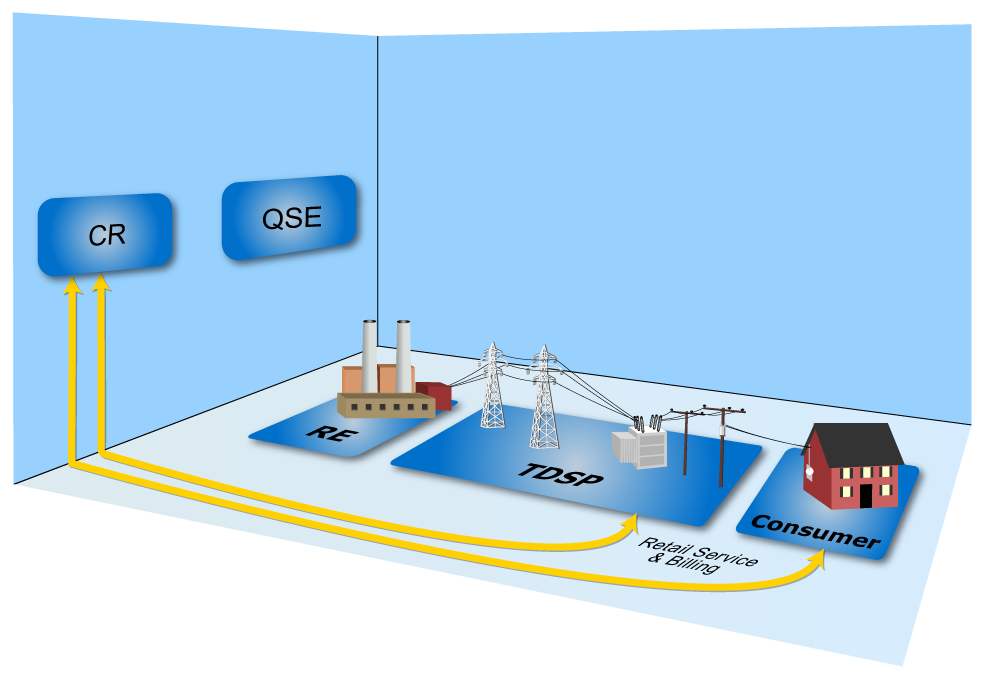 CR
QSE
RE
TDSP
Consumer
Retail Service
& Billing